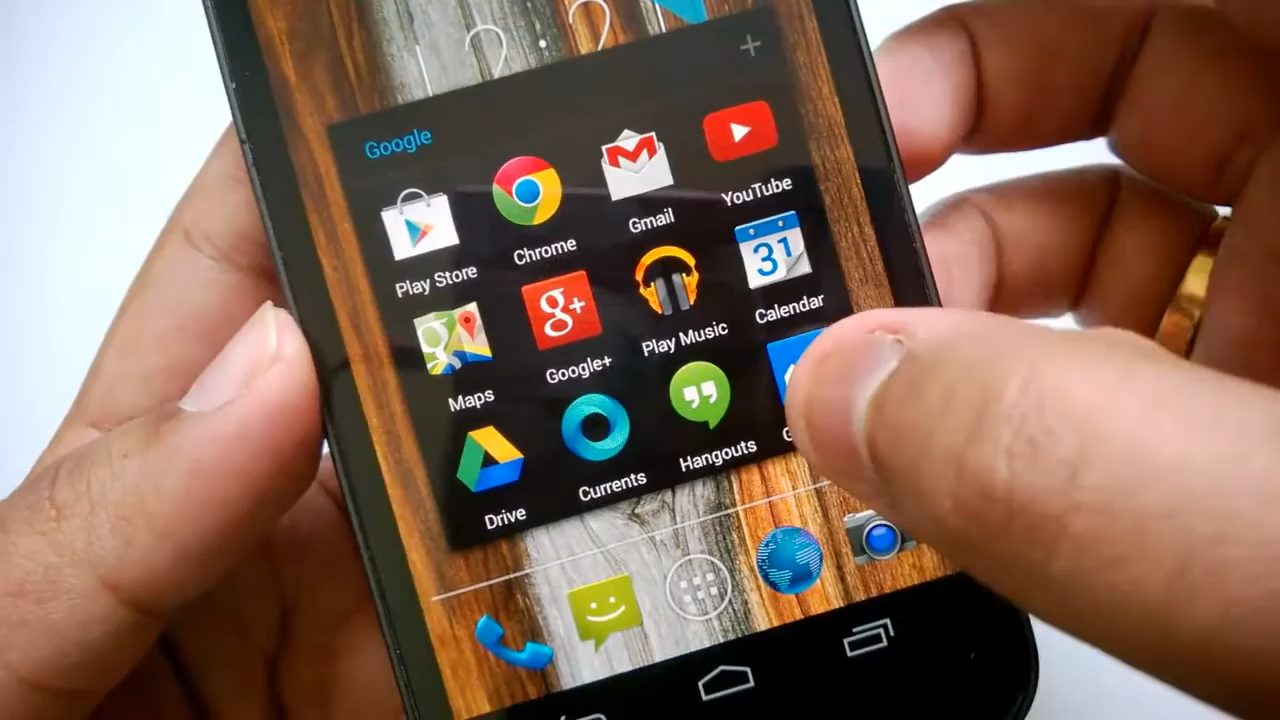 Google
Play Store
Chrome
Gmail
YouTube
Maps
g+
Google+
Play Music
31
Calendar
Drive
Currents
Hangouts